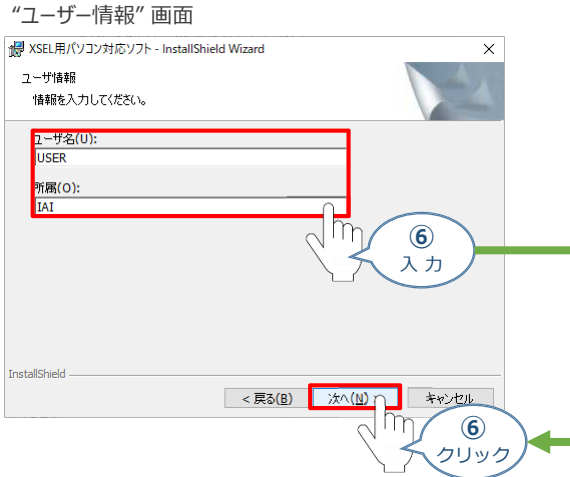 “ユーザー情報” 画面
XSEL用パソコン対応ソフト - InstallShield Wizard
ユーザ情報
情報を入力してください。
ユーザ名(U):
USER
所属(O):
IAI
⑥
入 力
InstallShield
< 戻る(B)
次へ(N) >
キャンセル
⑥
クリック